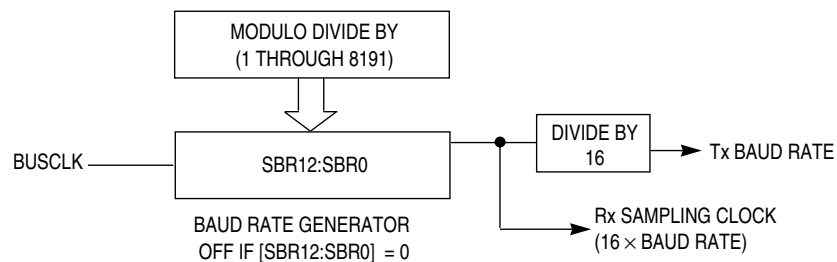 MODULO DIVIDE BY
(1 THROUGH 8191)
BUSCLK
SBR12:SBR0
DIVIDE BY
16
Tx BAUD RATE
BAUD RATE GENERATOR
OFF IF [SBR12:SBR0] = 0
Rx SAMPLING CLOCK
(16 × BAUD RATE)